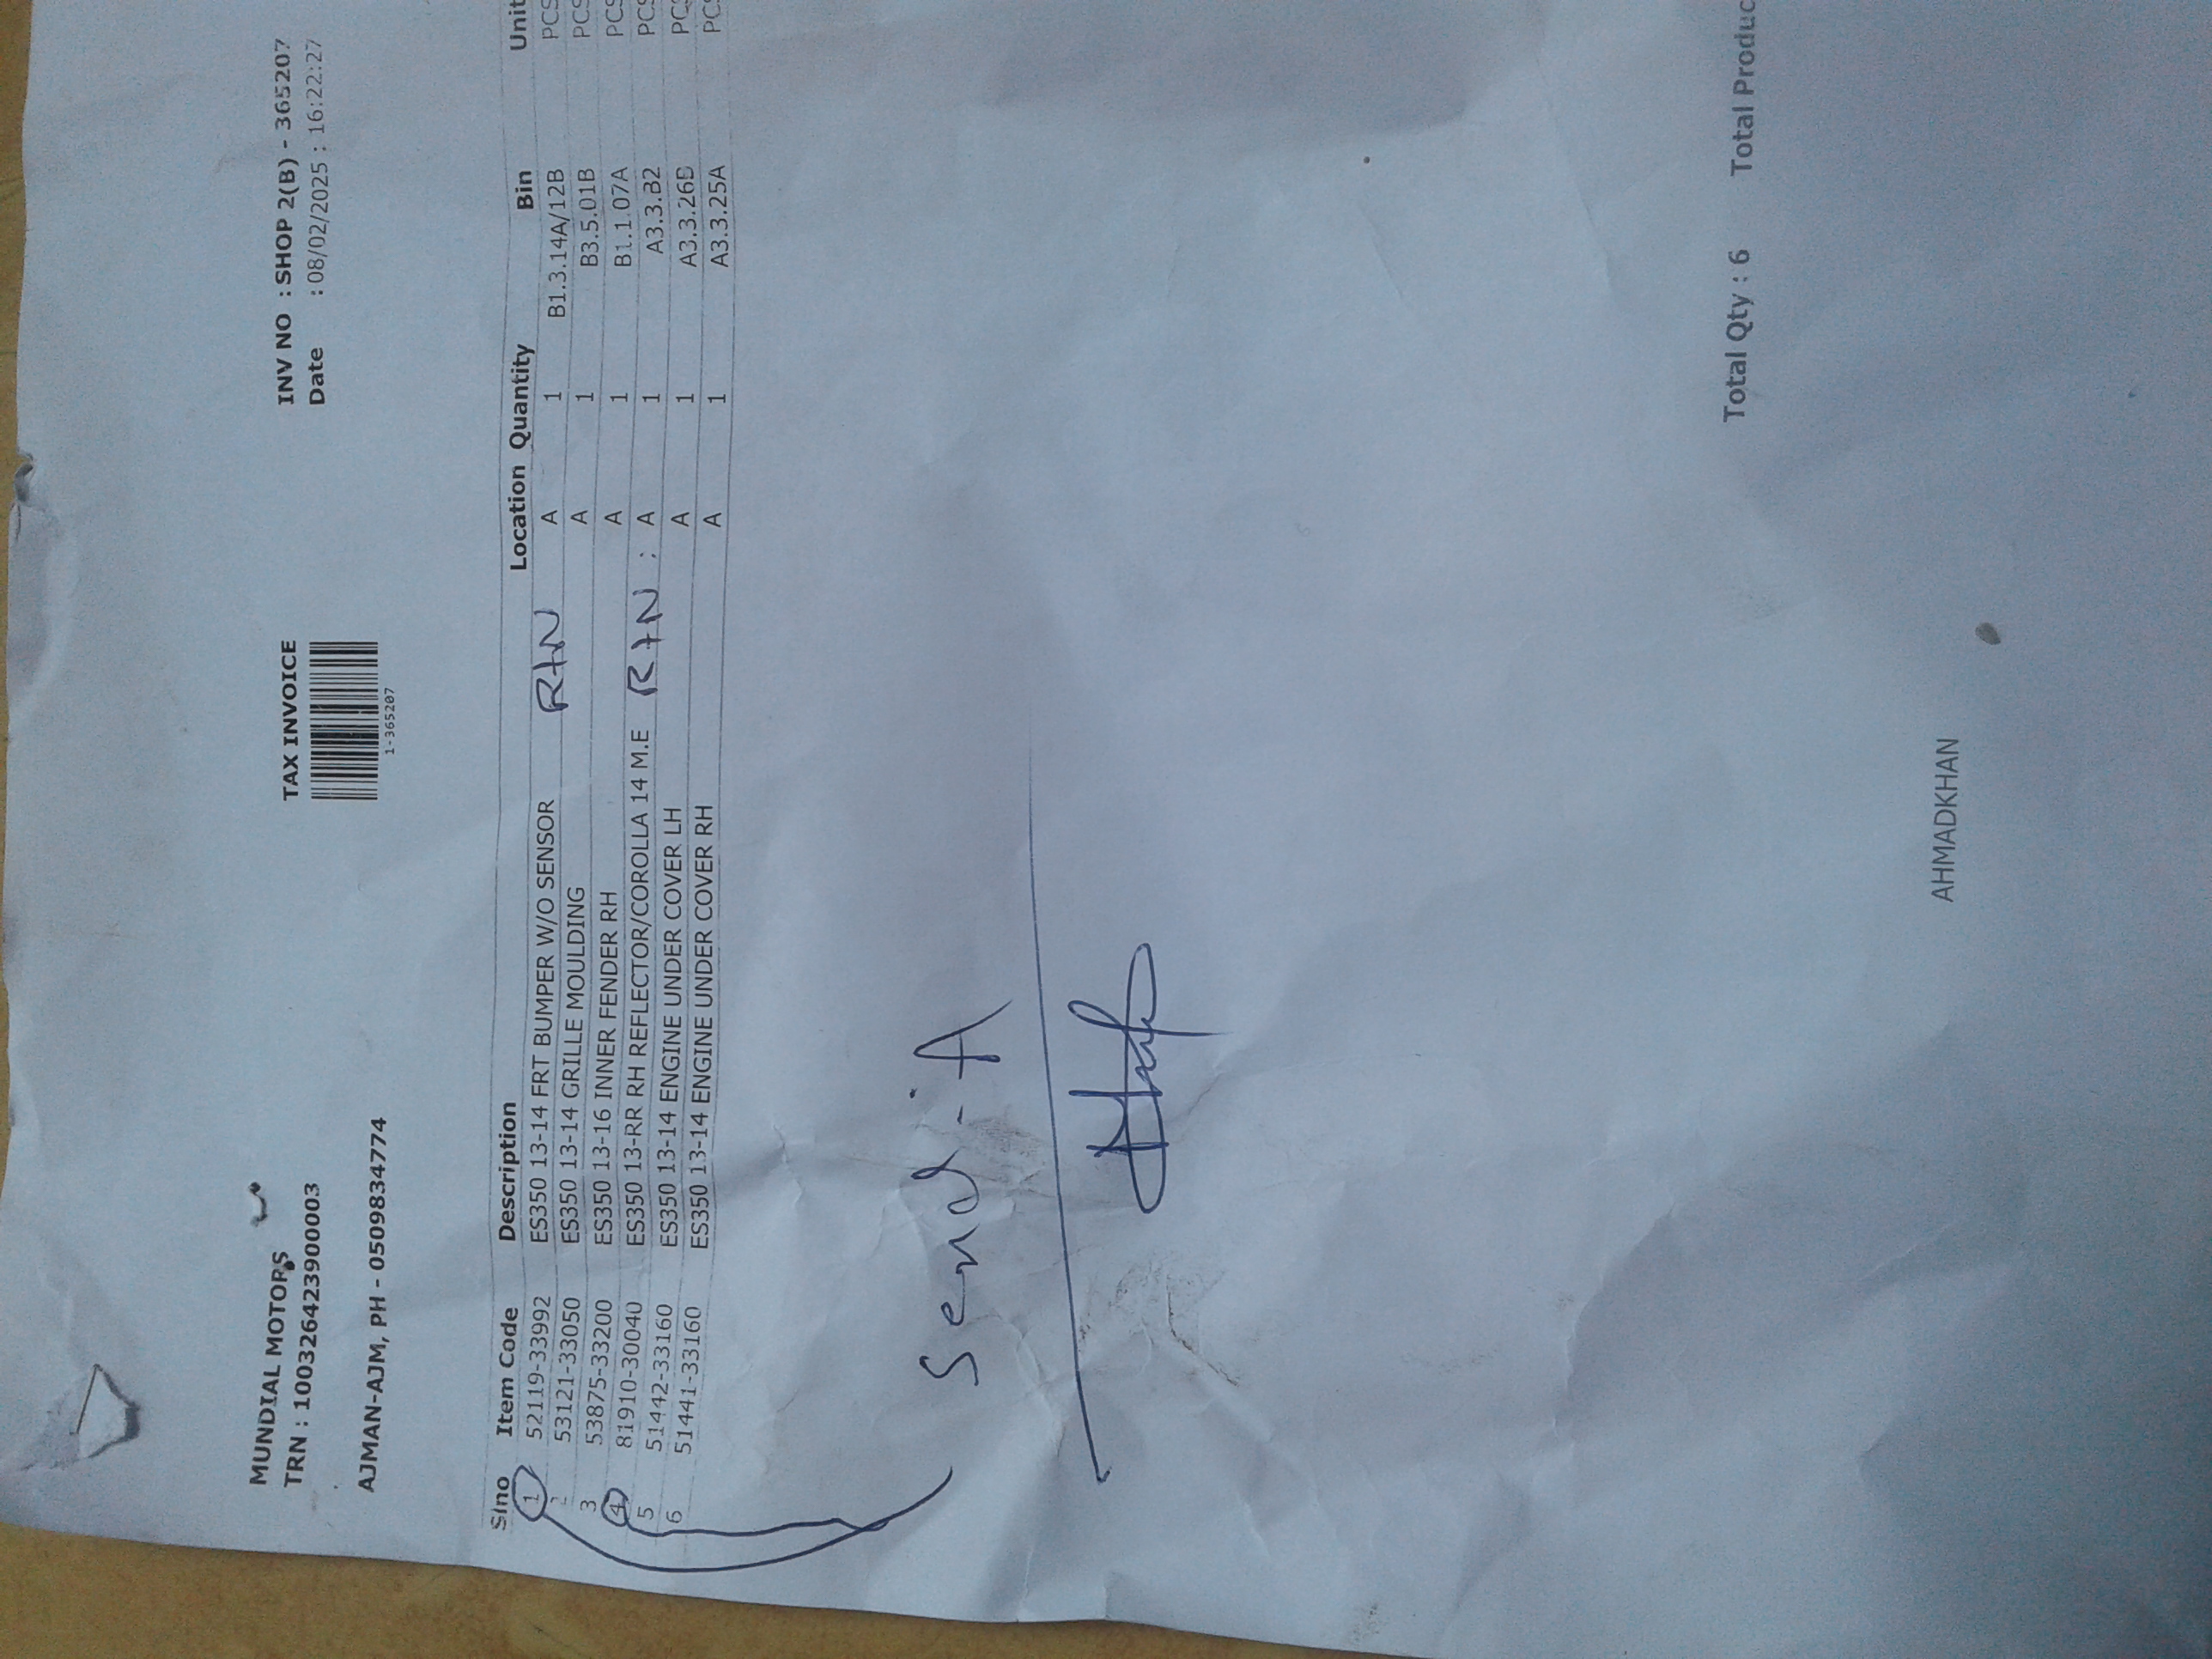 MUNDIAL MOTORS
TRN : 100326423900003
AJMAN-AJM, PH - 0509834774
TAX INVOICE
1-365207
INV NO : SHOP 2(B) - 365207
Date : 08/02/2025 : 16:22:27
Slno Item Code Description Location Quantity Bin Unit
1 52119-33992 ES350 13-14 FRT BUMPER W/O SENSOR RtN A 1 B1.3.14A/12B PCS
2 53121-33050 ES350 13-14 GRILLE MOULDING A 1 B3.5.01B PCS
3 53875-33200 ES350 13-16 INNER FENDER RH A 1 B1.1.07A PCS
4 81910-30040 ES350 13-RR RH REFLECTOR/COROLLA 14 M.E RtN : A 1 A3.3.B2 PCS
5 51442-33160 ES350 13-14 ENGINE UNDER COVER LH A 1 PCS
6 51441-33160 ES350 13-14 ENGINE UNDER COVER RH A 1 A3.3.25A PCS
Send - A
Total Qty : 6 Total Produc
AHMADKHAN